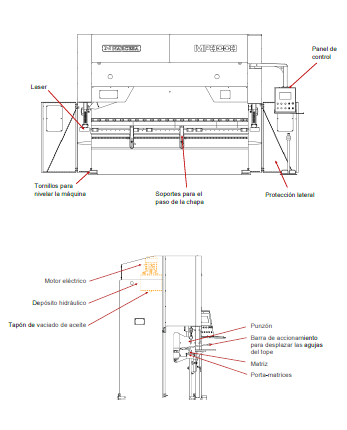 Panel de
control
Laser
Tornillos para
nivelar la máquina
Soportes para el
paso de la chapa
Protección lateral
Motor eléctrico
Depósito hidráulico
Tapón de vaciado de aceite
Punzón
Barra de accionamiento
para desplazar les agujas
del tope
Matriz
Porta-matrices